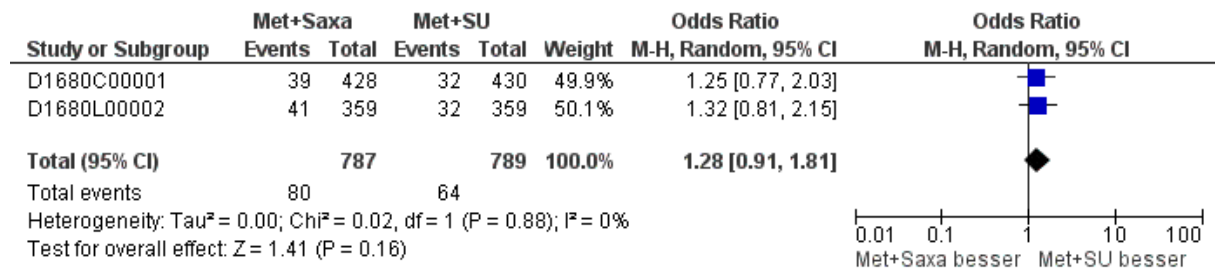 Met+Saxa Met+SU Odds Ratio Odds Ratio
Study or Subgroup Events Total Events Total Weight M-H, Random, 95% CI M-H, Random, 95% CI
D1680C00001 39 428 32 430 49.9% 1.25 [0.77, 2.03]
D1680L00002 41 359 32 359 50.1% 1.32 [0.81, 2.15]
Total (95% CI) 787 789 100.0% 1.28 [0.91, 1.81]
Total events 80 64
Heterogeneity: Tau² = 0.00; Chi² = 0.02, df = 1 (P = 0.88); I² = 0%
Test for overall effect: Z = 1.41 (P = 0.16)
0.01 0.1 1 10 100
Met+Saxa besser Met+SU besser